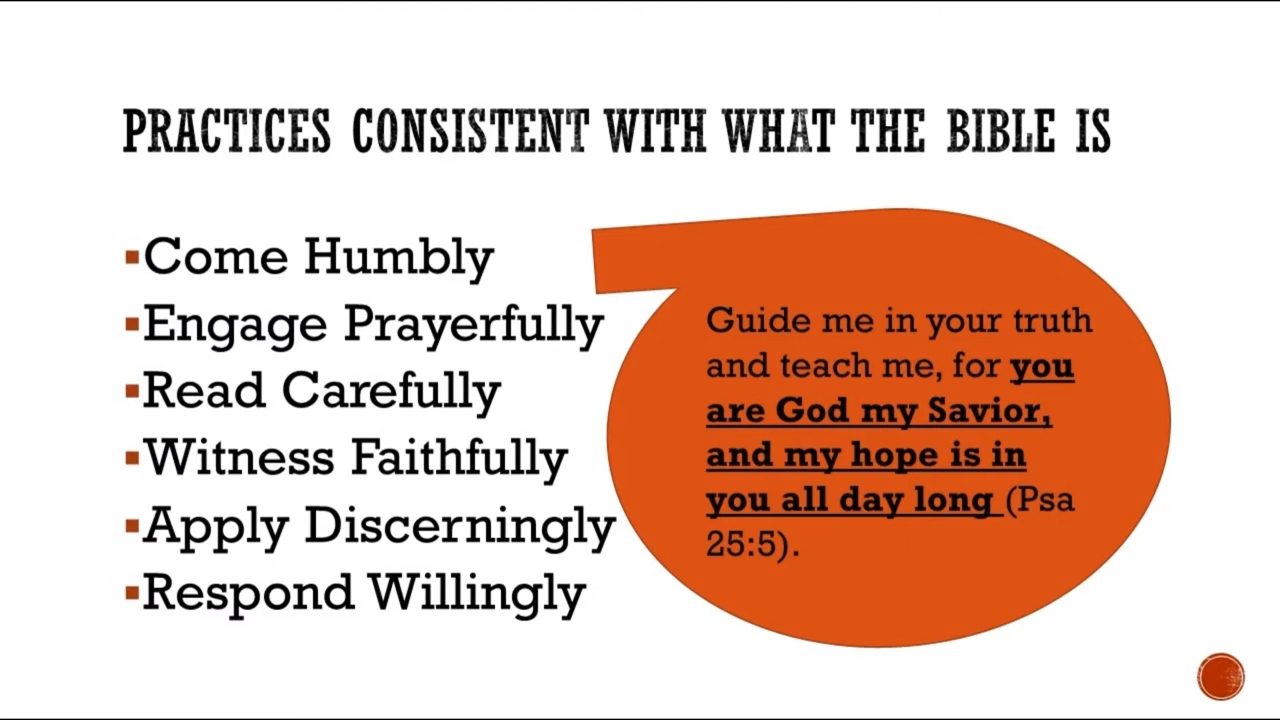 PRACTICES CONSISTENT WITH WHAT THE BIBLE IS
▪Come Humbly
▪Engage Prayerfully
▪Read Carefully
▪Witness Faithfully
▪Apply Discerningly
▪Respond Willingly
Guide me in your truth
and teach me, for you
are God my Savior,
and my hope is in
you all day long (Psa
25:5).